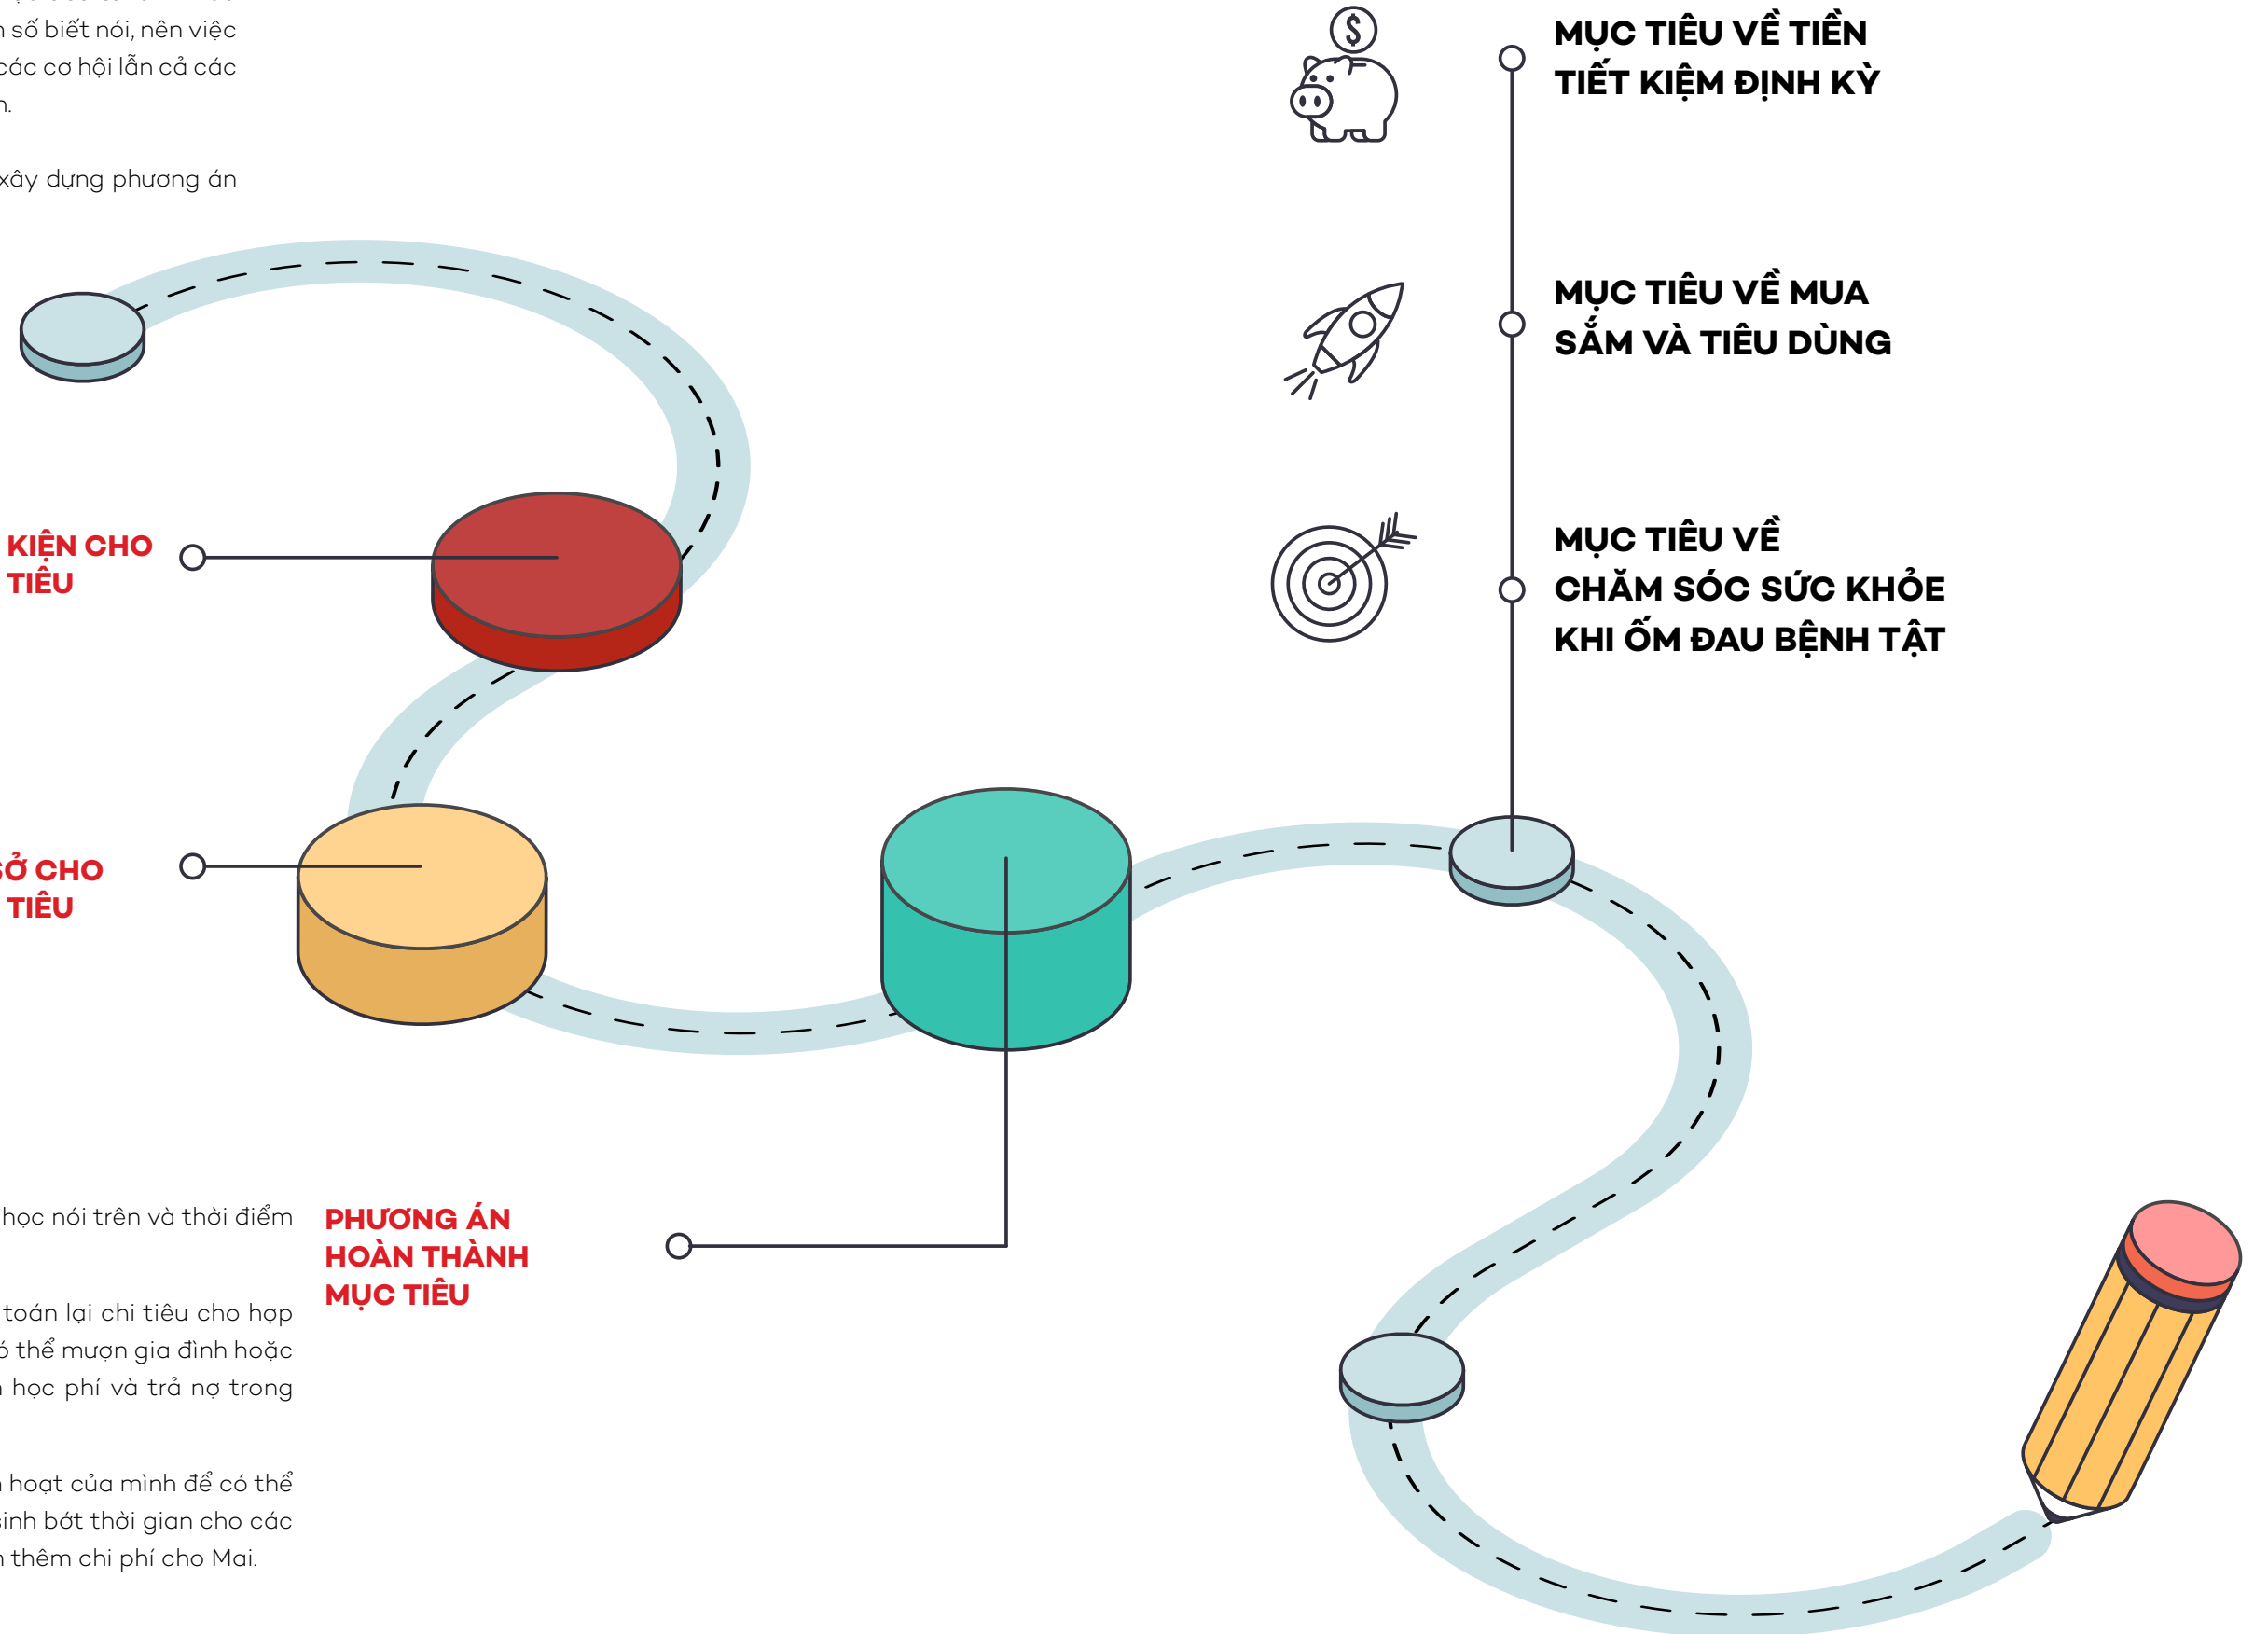 số biết nói, nên việc
các cơ hội lẫn cả các
xây dựng phương án
MỤC TIÊU VỀ TIỀN
TIẾT KIỆM ĐỊNH KỲ
MỤC TIÊU VỀ MUA
SẮM VÀ TIÊU DÙNG
MỤC TIÊU VỀ
CHĂM SÓC SỨC KHỎE
KHI ỐM ĐAU BỆNH TẬT
KIỆN CHO
TIÊU
SỞ CHO
TIÊU
học nói trên và thời điểm
toán lại chi tiêu cho hợp
thể mượn gia đình hoặc
học phí và trả nợ trong
hoạt của mình để có thể
sinh bớt thời gian cho các
thêm chi phí cho Mai.
PHƯƠNG ÁN
HOÀN THÀNH
MỤC TIÊU